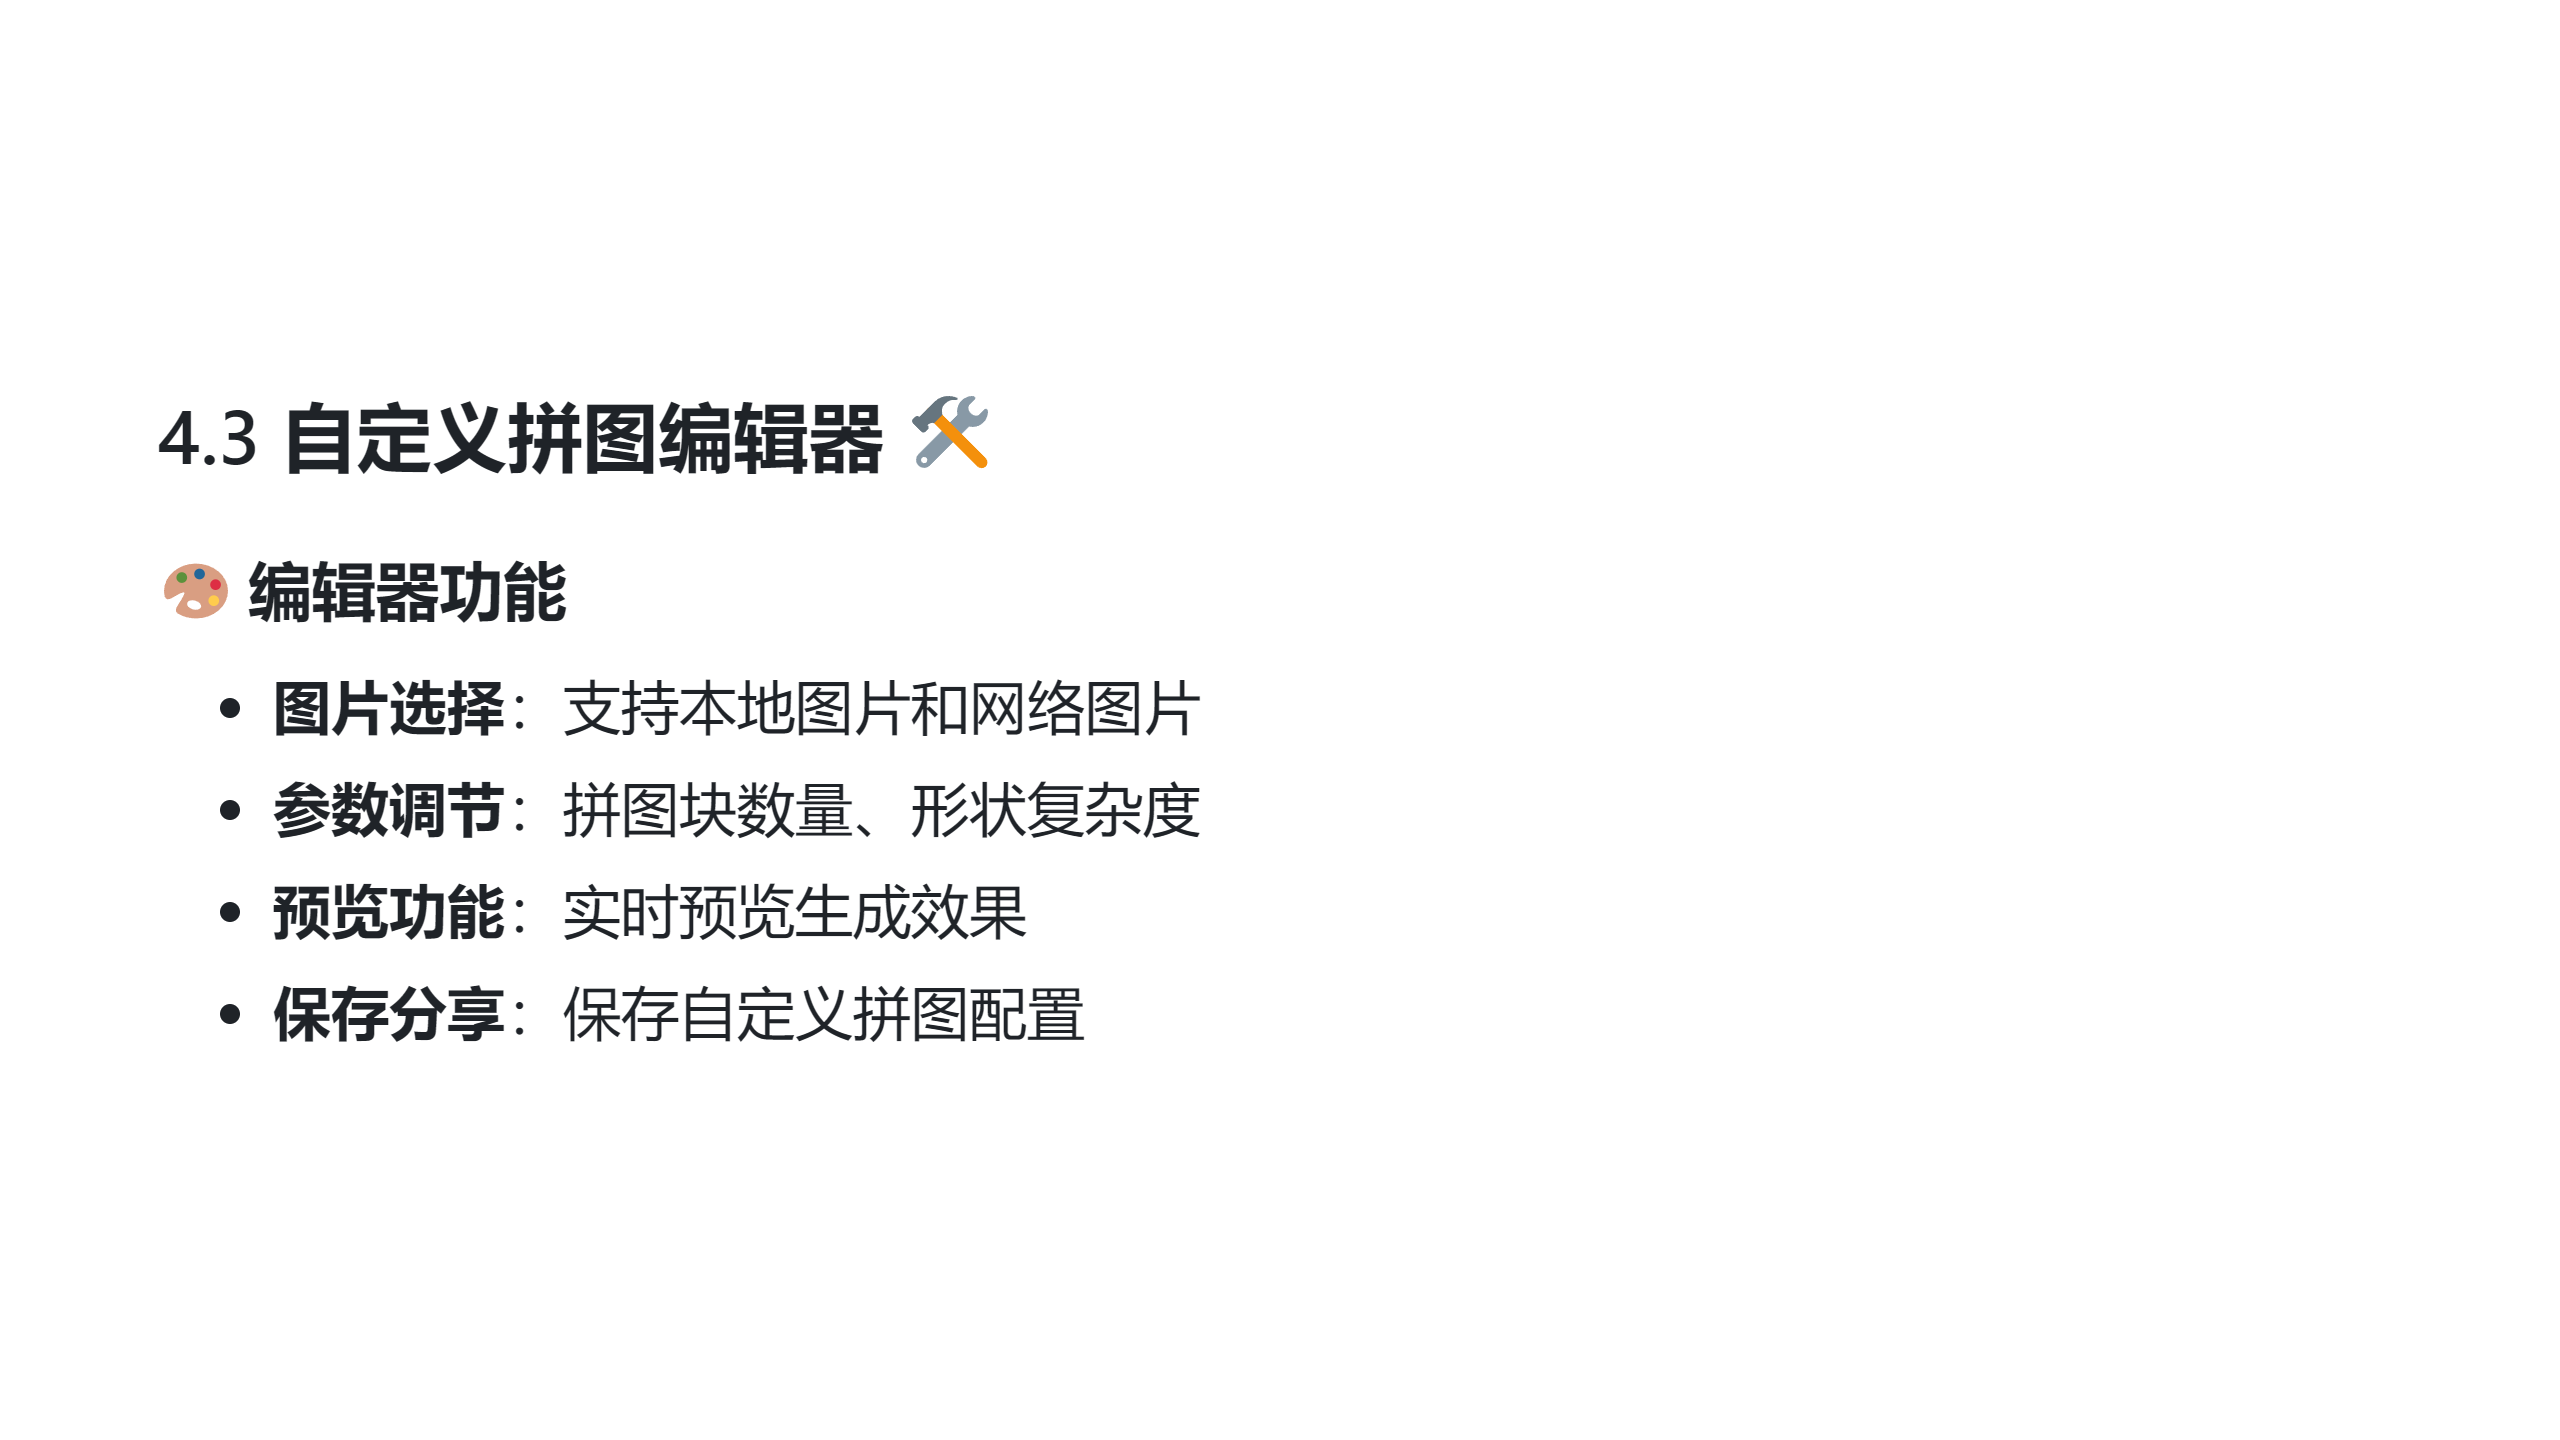 4.3 自定义拼图编辑器 🛠️
🎨 编辑器功能
• 图片选择：支持本地图片和网络图片
• 参数调节：拼图块数量、形状复杂度
• 预览功能：实时预览生成效果
• 保存分享：保存自定义拼图配置